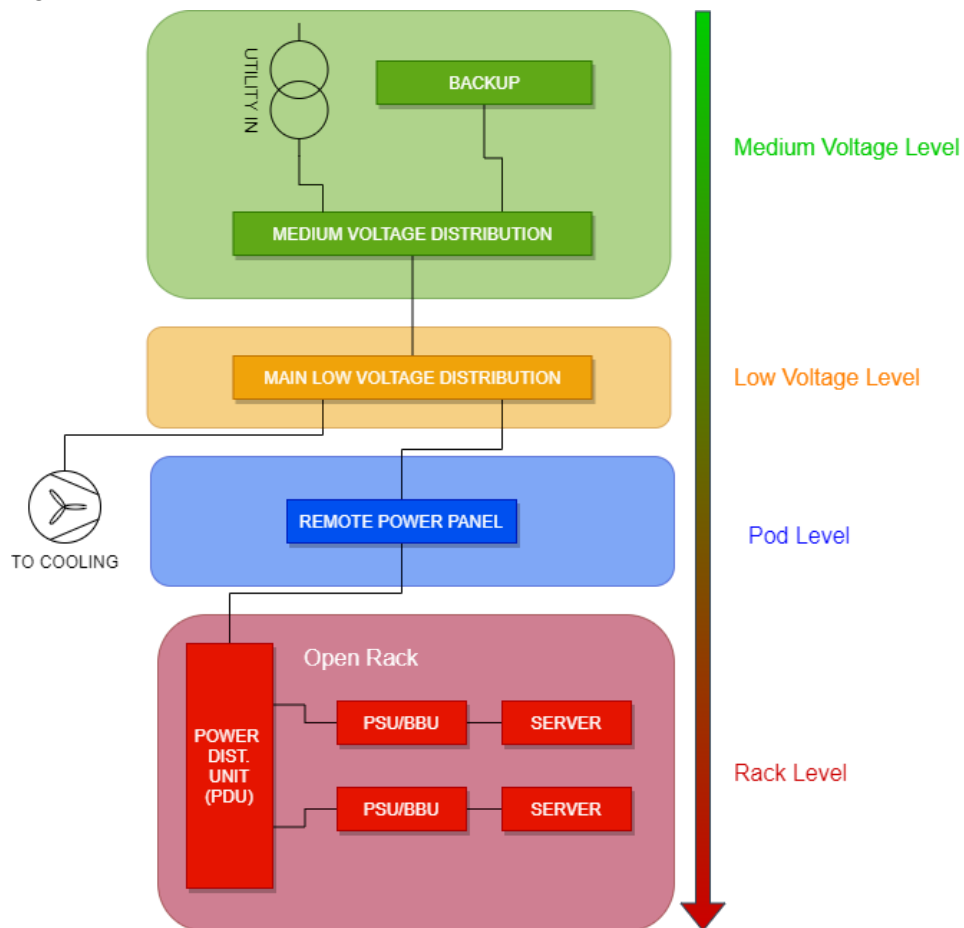 UTILITY IN
BACKUP
Medium Voltage Level
MEDIUM VOLTAGE DISTRIBUTION
MAIN LOW VOLTAGE DISTRIBUTION
Low Voltage Level
REMOTE POWER PANEL
Pod Level
TO COOLING
Open Rack
POWER
DIST.
UNIT
(PDU)
PSU/BBU
SERVER
PSU/BBU
SERVER
Rack Level